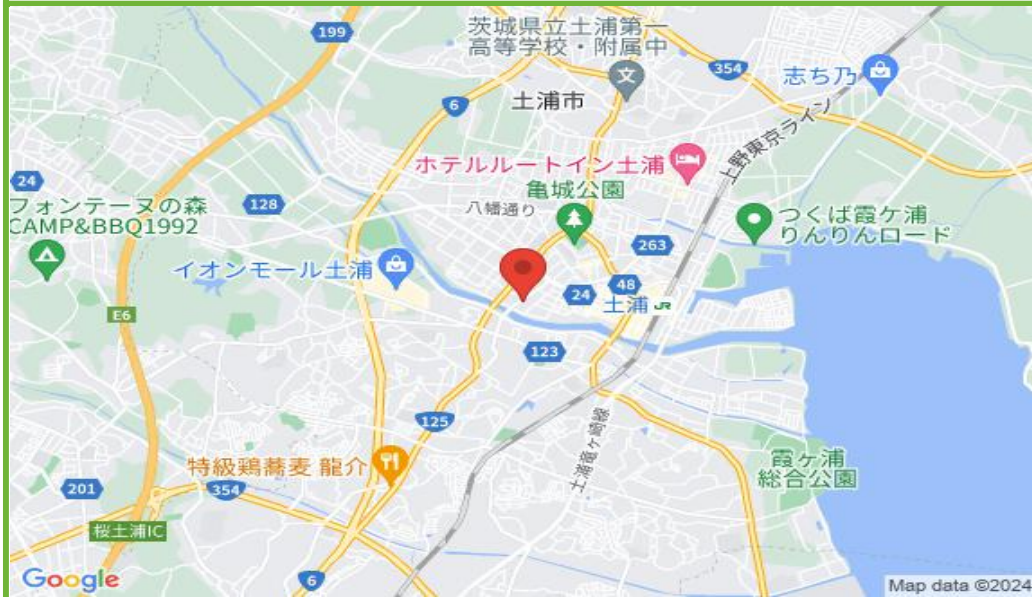 199
茨城県立土浦第一
高等学校・附属中
354
志ち乃
6
土浦市
上野東京ライン
ホテルルートイン土浦
24
フォンテーヌの森
CAMP&BBQ1992
128
八幡通り
亀城公園
つくば霞ケ浦
りんりんロード
263
イオンモール土浦
24
48
土浦
JR
E6
123
125
土浦竜ケ崎線
特級鶏蕎麦 龍介
霞ケ浦
総合公園
201
354
桜土浦IC
6
Google
Map data ©2024